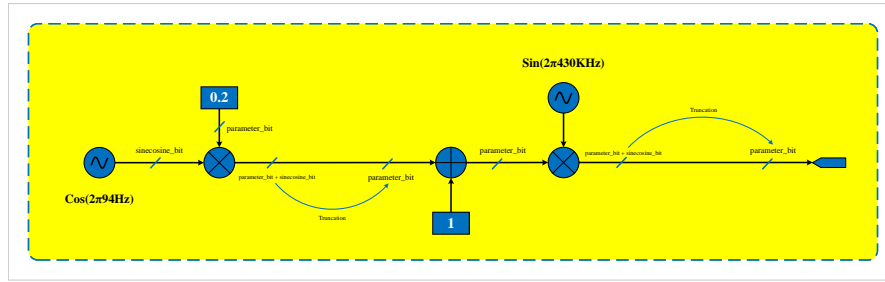 Sin(2π430KHz)
0.2
Truncation
parameter_bit
sinecosine_bit
parameter_bit
parameter_bit
parameter_bit + sinecosine_bit
parameter_bit + sinecosine_bit
parameter_bit
Cos(2π94Hz)
Truncation
1